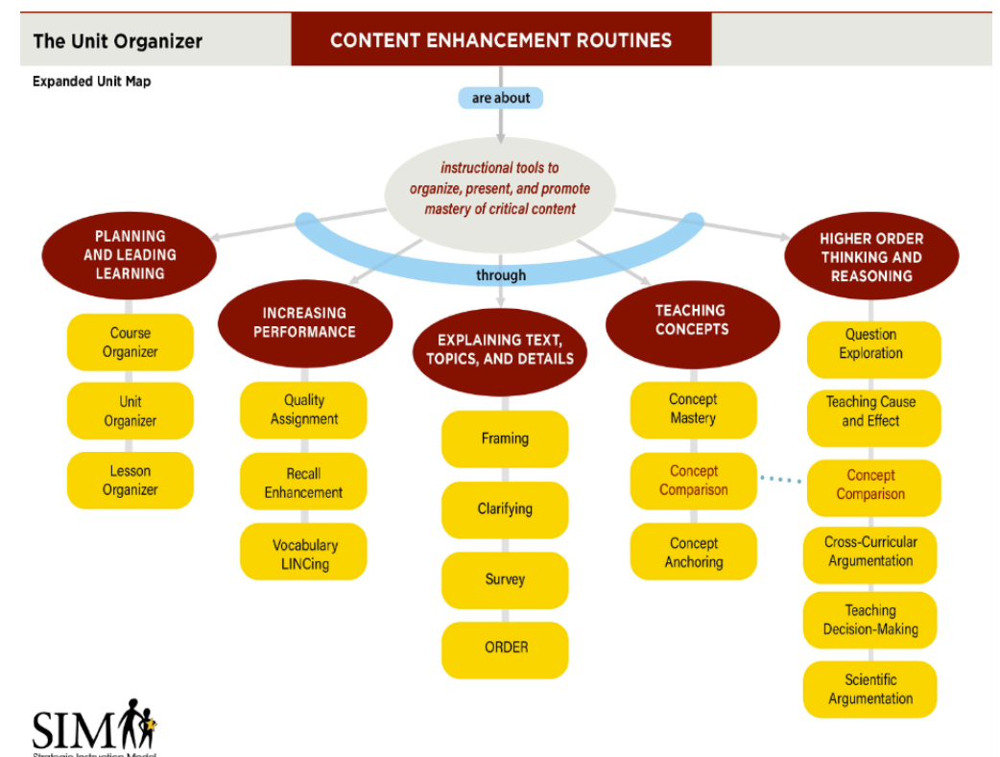 The Unit Organizer
CONTENT ENHANCEMENT ROUTINES
Expanded Unit Map
are about
instructional tools to
organize, present, and promote
mastery of critical content
through
PLANNING
AND LEADING
LEARNING
Course
Organizer
Unit
Organizer
Lesson
Organizer
INCREASING
PERFORMANCE
Quality
Assignment
Recall
Enhancement
Vocabulary
LINCing
EXPLAINING TEXT,
TOPICS, AND DETAILS
Framing
Clarifying
Survey
ORDER
TEACHING
CONCEPTS
Concept
Mastery
Concept
Comparison
Concept
Anchoring
HIGHER ORDER
THINKING AND
REASONING
Question
Exploration
Teaching Cause
and Effect
Concept
Comparison
Cross-Curricular
Argumentation
Teaching
Decision-Making
Scientific
Argumentation
SIM
Strategic Instruction Model